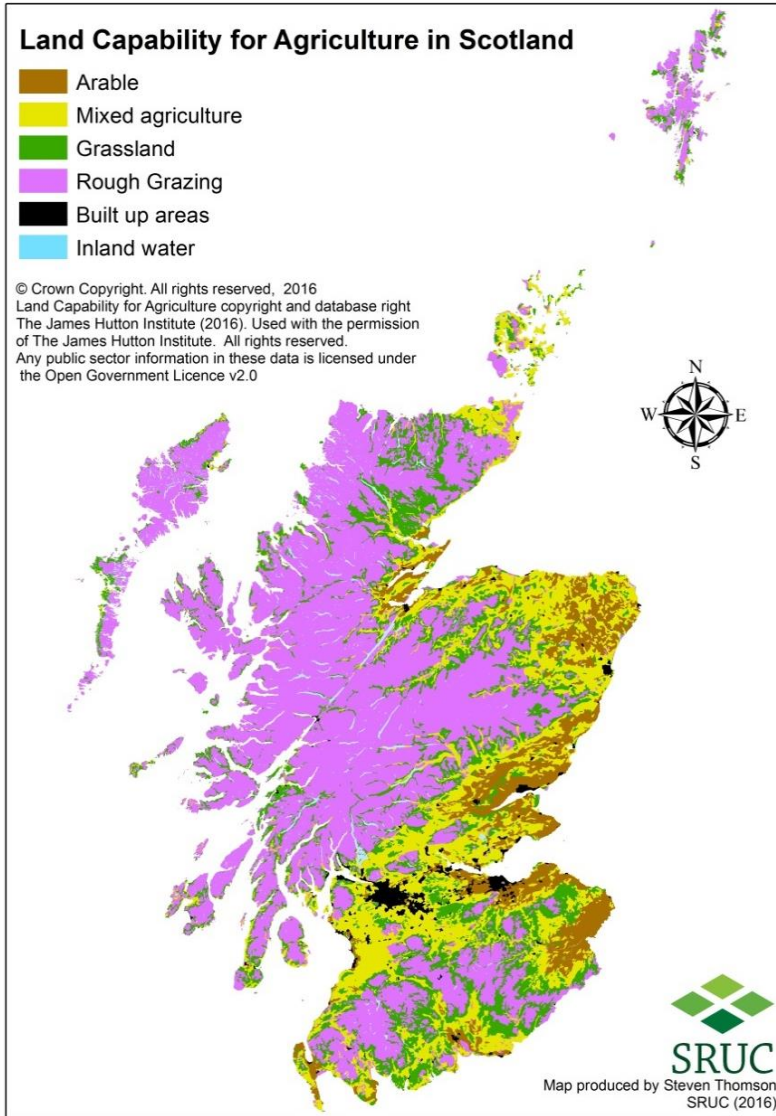 Land Capability for Agriculture in Scotland
Arable
Mixed agriculture
Grassland
Rough Grazing
Built up areas
Inland water
© Crown Copyright. All rights reserved,  2016
Land Capability for Agriculture copyright and database right
The James Hutton Institute (2016). Used with the permission
of The James Hutton Institute.  All rights reserved.
Any public sector information in these data is licensed under
the Open Government Licence v2.0
N
W
E
S
SRUC
Map produced by Steven Thomson
SRUC (2016)